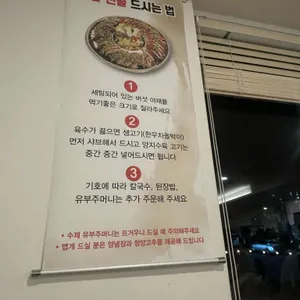 드시는 법
1
세팅되어 있는 버섯 야채를
먹기좋은 크기로 잘라주세요
2
육수가 끓으면 생고기(한우차돌박이)
먼저 샤브해서 드시고 양지수육 고기는
중간 중간 넣어드시면 됩니다
3
기호에 따라 칼국수, 된장밥,
유부주머니는 추가 주문해 주세요
• 수제 유부주머니는 뜨거우니 드실 때 주의해주세요
• 맵게 드실 분은 양념장과 청양고추를 제공해 드립니다